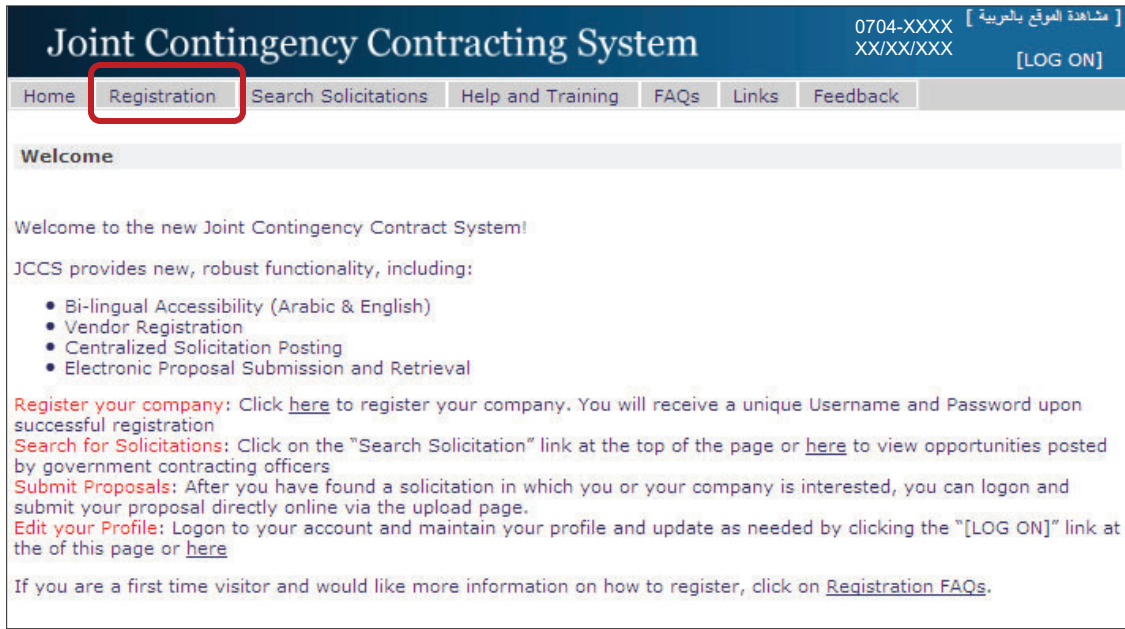 [ مشاهدة الموقع بالعربية ]
Joint Contingency Contracting System
0704-XXXX
XX/XX/XXX
[LOG ON]
Home Registration Search Solicitations Help and Training FAQs Links Feedback
Welcome
Welcome to the new Joint Contingency Contract System!
JCCS provides new, robust functionality, including:
• Bi-lingual Accessibility (Arabic & English)
• Vendor Registration
• Centralized Solicitation Posting
• Electronic Proposal Submission and Retrieval
Register your company: Click here to register your company. You will receive a unique Username and Password upon
successful registration
Search for Solicitations: Click on the “Search Solicitation” link at the top of the page or here to view opportunities posted
by government contracting officers
Submit Proposals: After you have found a solicitation in which you or your company is interested, you can logon and
submit your proposal directly online via the upload page.
Edit your Profile: Logon to your account and maintain your profile and update as needed by clicking the “[LOG ON]” link at
the of this page or here
If you are a first time visitor and would like more information on how to register, click on Registration FAQs.